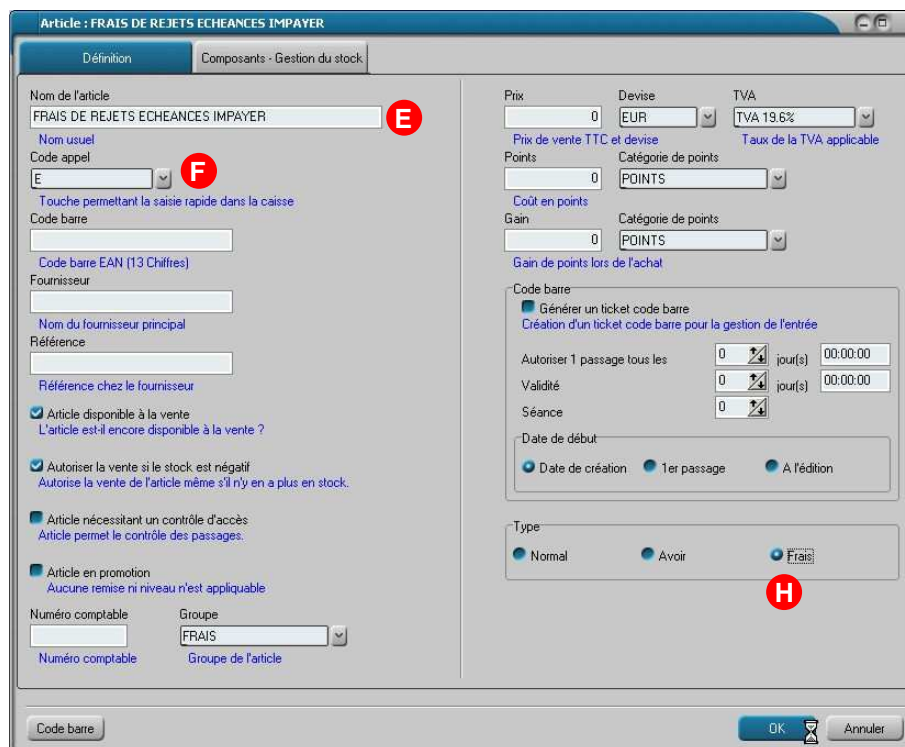 Article : FRAIS DE REJETS ECHEANCES IMPAYER
Définition
Composants - Gestion du stock
Nom de l'article
FRAIS DE REJETS ECHEANCES IMPAYER
E
Nom usuel
Code appel
E
F
Touche permettant la saisie rapide dans la caisse
Code barre
Code barre EAN (13 Chiffres)
Fournisseur
Nom du fournisseur principal
Référence
Référence chez le fournisseur
Article disponible à la vente
L'article est-il encore disponible à la vente ?
Autoriser la vente si le stock est négatif
Autorise la vente de l'article même s'il n'y en a plus en stock.
Article nécessitant un contrôle d'accès
Article permet le contrôle des passages.
Article en promotion
Aucune remise ni niveau n'est appliquable
Numéro comptable Groupe
FRAIS
Numéro comptable Groupe de l'article
Prix Devise TVA
0 EUR TVA 19.6%
Prix de vente TTC et devise Taux de la TVA applicable
Points Catégorie de points
0 POINTS
Coût en points
Gain Catégorie de points
0 POINTS
Gain de points lors de l'achat
Code barre
Générer un ticket code barre
Création d'un ticket code barre pour la gestion de l'entrée
Autoriser 1 passage tous les 0 jour(s) 00:00:00
Validité 0 jour(s) 00:00:00
Séance 0
Date de début
Date de création 1er passage A l'édition
Type
Normal Avoir Frais
H
Code barre OK Annuler